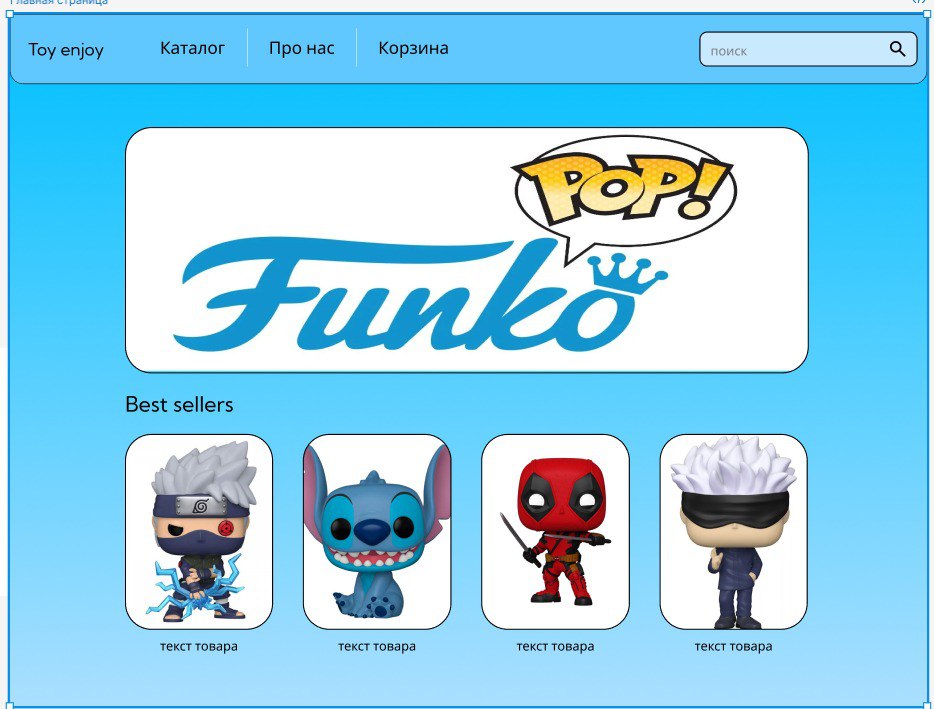 Главная страница
Toy enjoy
Каталог
Про нас
Корзина
поиск
POP!
Funko
Best sellers
текст товара
текст товара
текст товара
текст товара